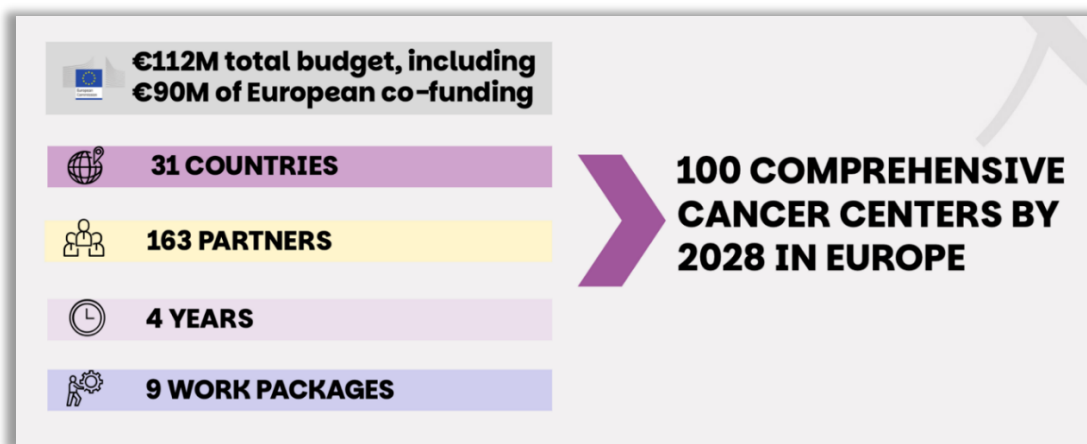 €112M total budget, including
€90M of European co-funding
31 COUNTRIES
163 PARTNERS
4 YEARS
9 WORK PACKAGES
100 COMPREHENSIVE
CANCER CENTERS BY
2028 IN EUROPE